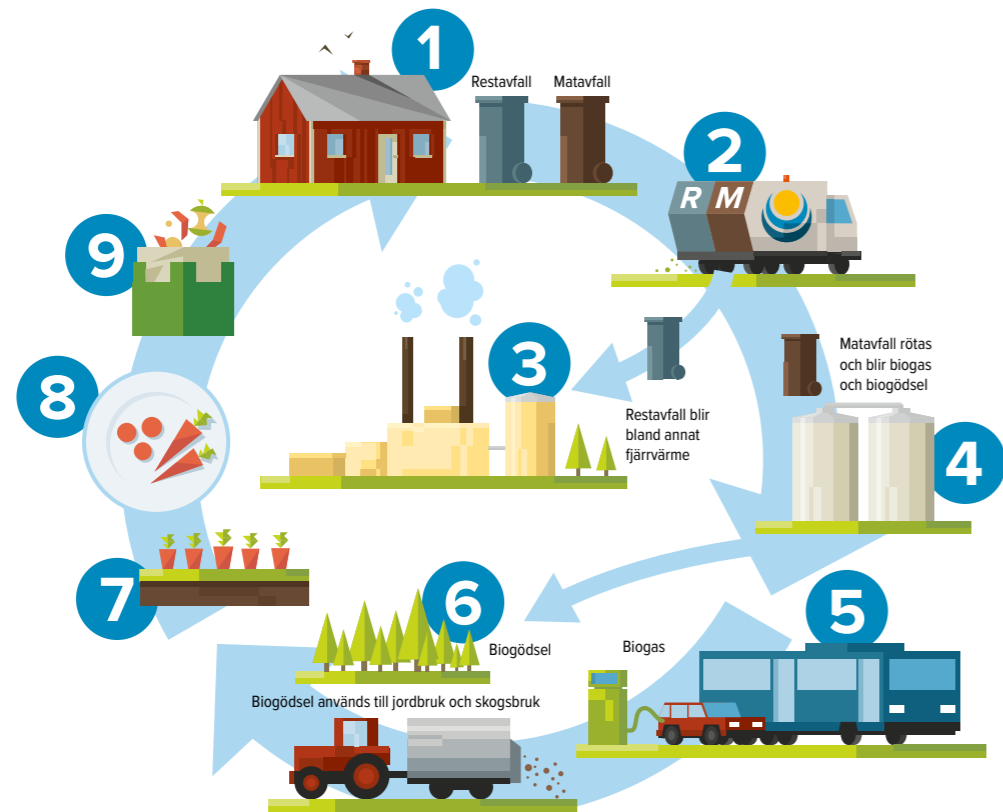 1
Restavfall
Matavfall
2
R M
9
3
Matavfall rötas
och blir biogas
och biogödsel
8
Restavfall blir
bland annat
fjärrvärme
4
7
6
Biogödsel
5
Biogas
Biogödsel används till jordbruk och skogsbruk